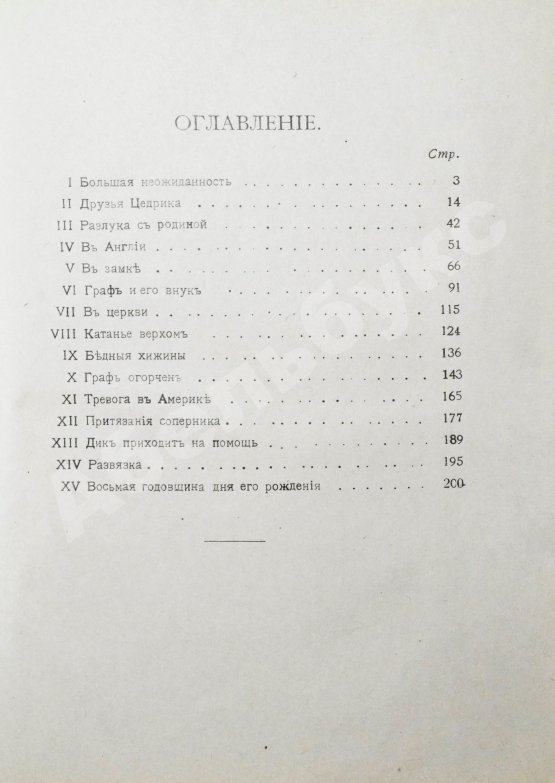 ОГЛАВЛЕНІЕ.
Стр.
I Большая неожиданность . . . . . . . . . . . 3
II Друзья Цедрика . . . . . . . . . . . . . 14
III Разлука съ родиной . . . . . . . . . . . . 42
IV Въ Англіи . . . . . . . . . . . . . . 51
V Въ замкѣ . . . . . . . . . . . . . . 66
VI Графъ и его внукъ . . . . . . . . . . . . 91
VII Въ церкви . . . . . . . . . . . . . . 115
VIII Катанье верхомъ . . . . . . . . . . . . . 124
IX Бѣдныя хижины . . . . . . . . . . . . 136
X Графъ огорченъ . . . . . . . . . . . . 143
XI Тревога въ Америкѣ . . . . . . . . . . . 165
XII Притязанія соперника . . . . . . . . . . . 177
XIII Дикъ приходитъ на помощь . . . . . . . . . 189
XIV Развязка . . . . . . . . . . . . . . . 195
XV Восьмая годовщина дня его рожденія . . . . . . 200
Адольбукс